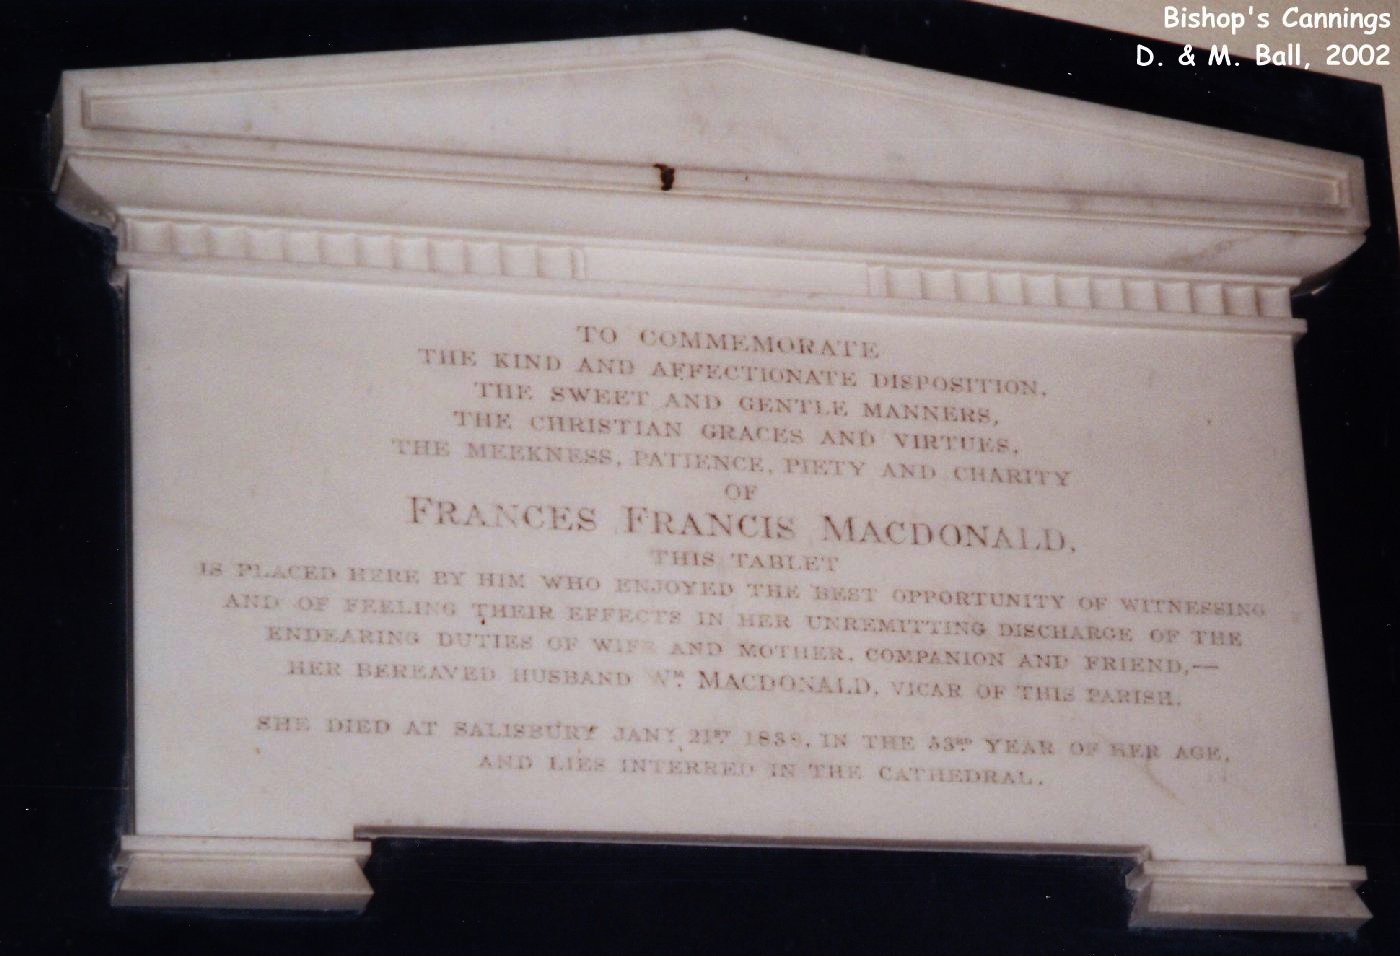 Bishop's Cannings
D. & M. Ball, 2002
TO COMMEMORATE
THE KIND AND AFFECTIONATE DISPOSITION,
THE SWEET AND GENTLE MANNERS,
THE CHRISTIAN GRACES AND VIRTUES,
THE MEEKNESS, PATIENCE, PIETY AND CHARITY
OF
FRANCES FRANCIS MACDONALD,
THIS TABLET
IS PLACED HERE BY HIM WHO ENJOYED THE BEST OPPORTUNITY OF WITNESSING
AND OF FEELING THEIR EFFECTS IN HER UNREMITTING DISCHARGE OF THE
ENDEARING DUTIES OF WIFE AND MOTHER, COMPANION AND FRIEND,—
HER BEREAVED HUSBAND WM. MACDONALD, VICAR OF THIS PARISH.
SHE DIED AT SALISBURY JANY. 21ST IN THE 53RD YEAR OF HER AGE,
AND LIES INTERRED IN THE CATHEDRAL.